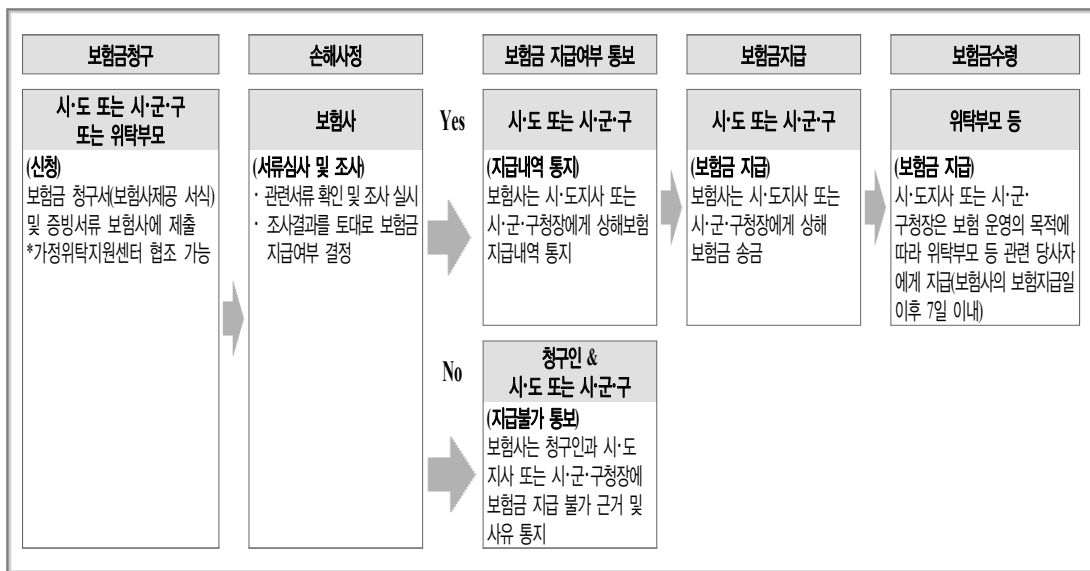 보험금청구
손해사정
보험금 지급여부 통보
보험금지급
보험금수령
시·도 또는 시·군·구
또는 위탁부모
(신청)
보험금 청구서(보험사제공 서식)
및 증빙서류 보험사에 제출
*가정위탁지원센터 협조 가능
보험사
(서류심사 및 조사)
· 관련서류 확인 및 조사 실시
· 조사결과를 토대로 보험금
지급여부 결정
Yes
시·도 또는 시·군·구
(지급내역 통지)
보험사는 시·도지사 또는
시·군·구청장에게 상해보험
지급내역 통지
시·도 또는 시·군·구
(보험금 지급)
보험사는 시·도지사 또는
시·군·구청장에게 상해
보험금 송금
위탁부모 등
(보험금 지급)
시·도지사 또는 시·군·
구청장은 보험 운영의 목적에
따라 위탁부모 등 관련 당사자
에게 지급(보험사의 보험지급일
이후 7일 이내)
No
청구인 &
시·도 또는 시·군·구
(지급불가 통보)
보험사는 청구인과 시·도
지사 또는 시·군·구청장에
보험금 지급 불가 근거 및
사유 통지